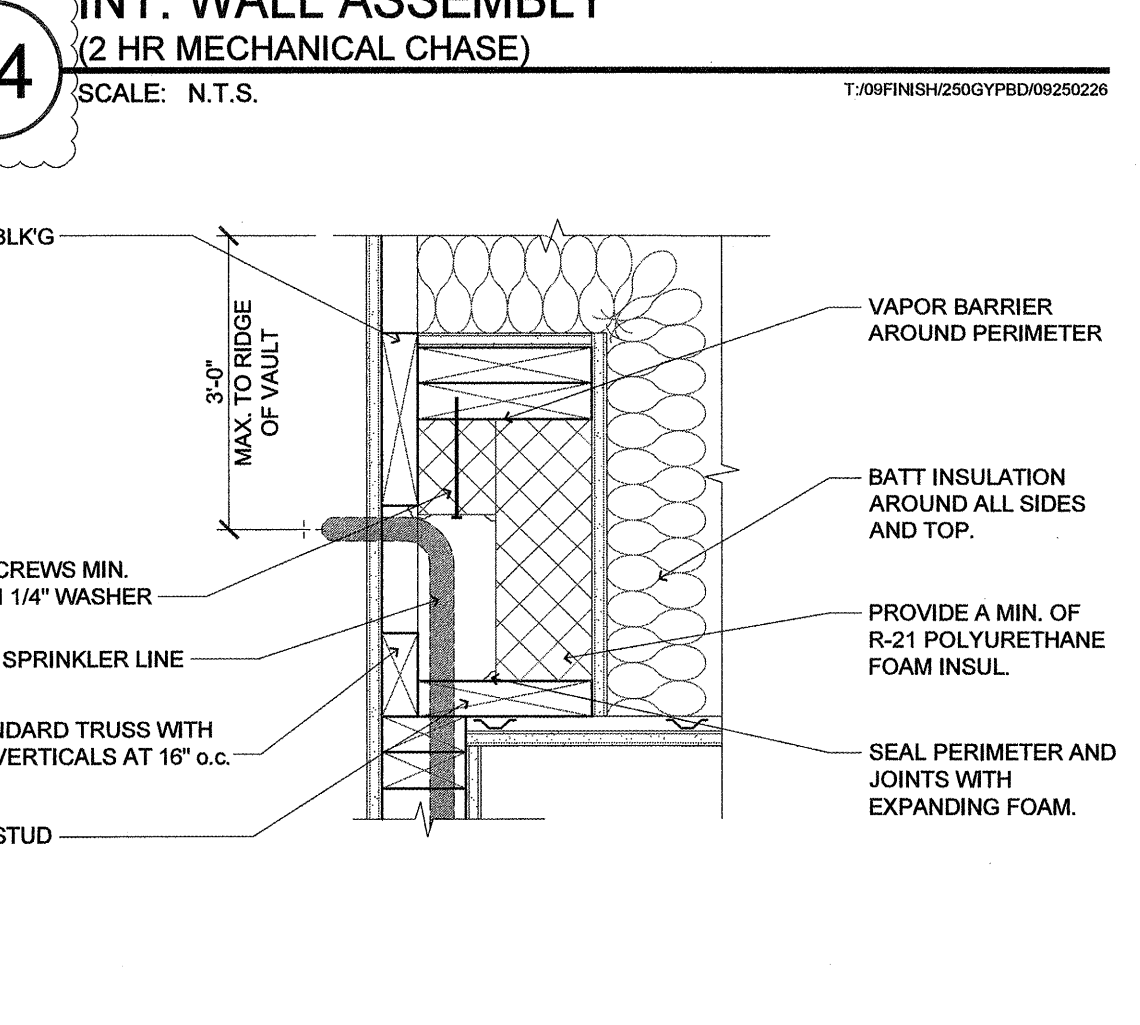 4
INT. WALL ASSEMBLY
(2 HR MECHANICAL CHASE)
SCALE: N.T.S.
T:/09FINISH/250GYPBD/09250226
BLK'G
3'-0"
MAX. TO RIDGE
OF VAULT
VAPOR BARRIER
AROUND PERIMETER
BATT INSULATION
AROUND ALL SIDES
AND TOP.
CREWS MIN.
1/4" WASHER
SPRINKLER LINE
PROVIDE A MIN. OF
R-21 POLYURETHANE
FOAM INSUL.
NDARD TRUSS WITH
VERTICALS AT 16" o.c.
SEAL PERIMETER AND
JOINTS WITH
EXPANDING FOAM.
STUD